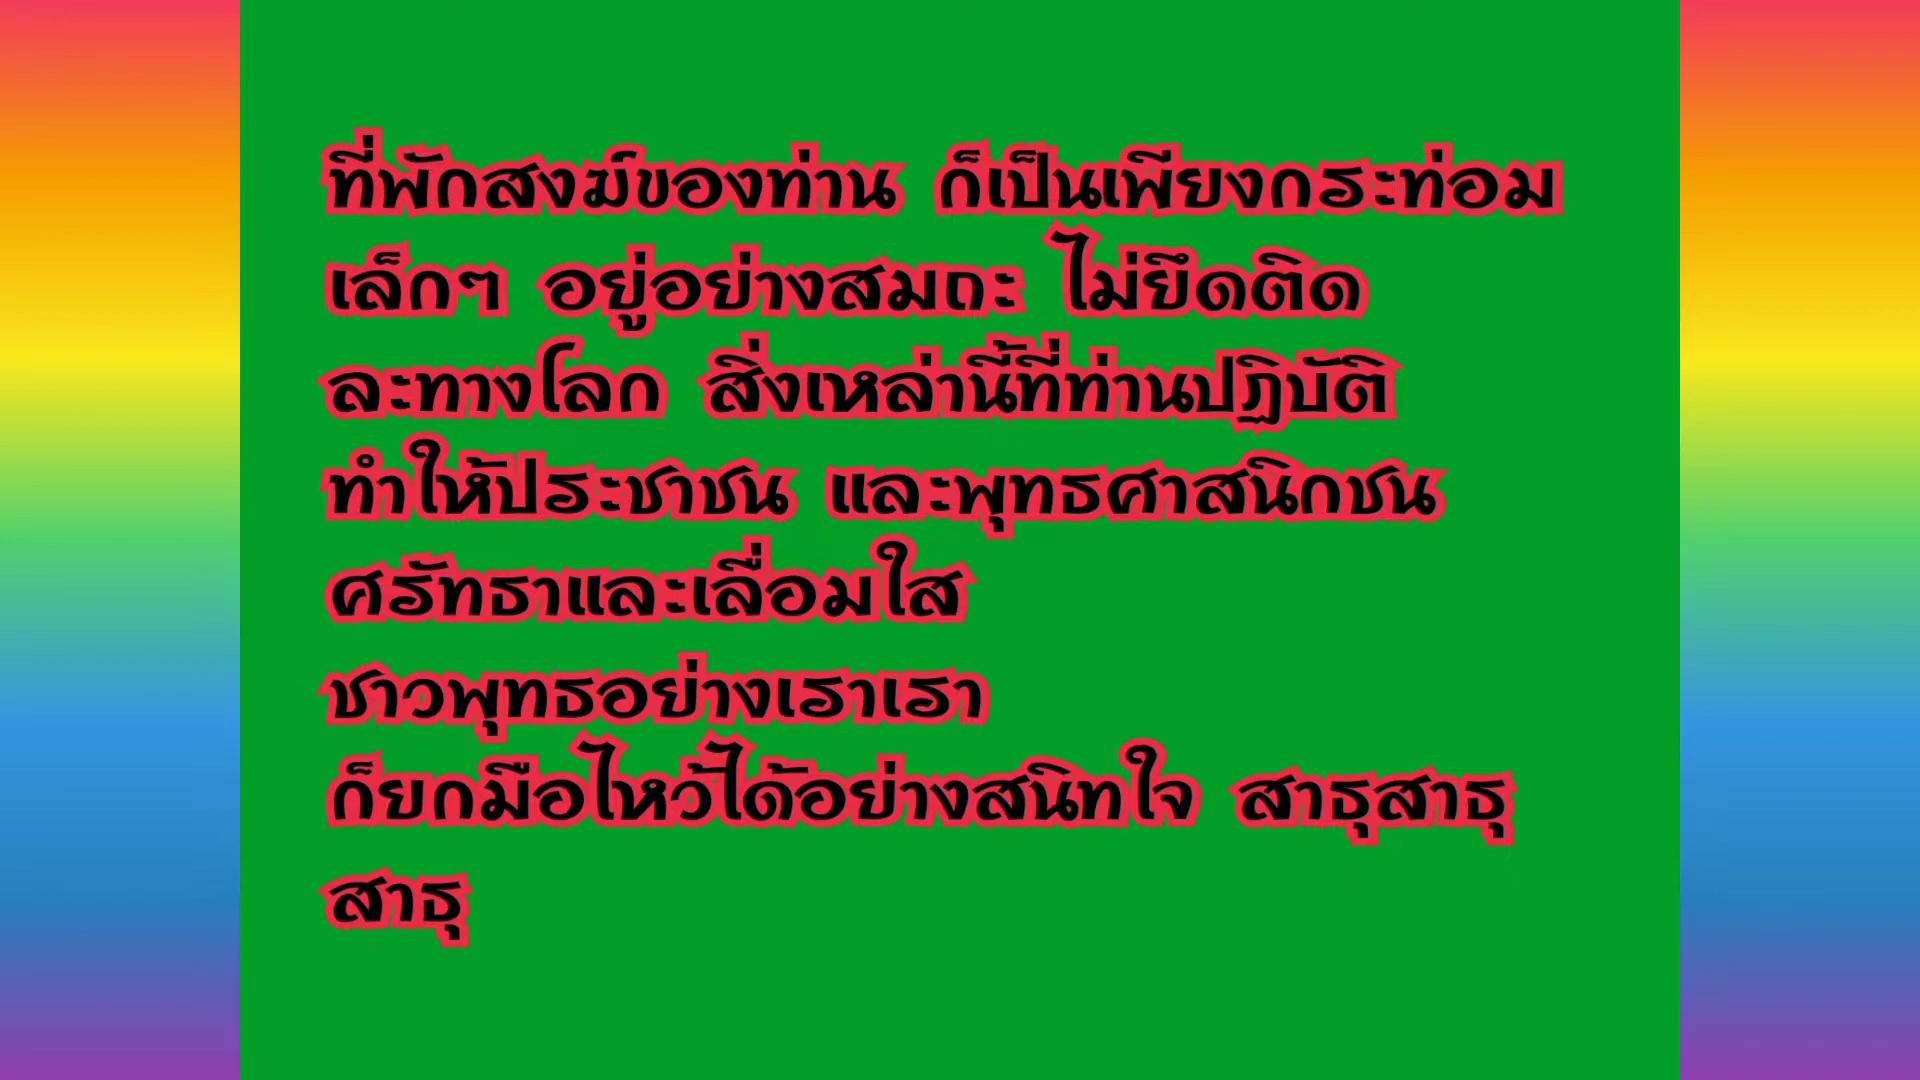 ที่พักสงฆ์ของท่าน ก็เป็นเพียงกระท่อม
เล็กๆ อยู่อย่างสมถะ ไม่ยึดติด
ละทางโลก สิ่งเหล่านี้ที่ท่านปฏิบัติ
ทำให้ประชาชน และพุทธศาสนิกชน
ศรัทธาและเลื่อมใส
ชาวพุทธอย่างเราเรา
ก็ยกมือไหว้ได้อย่างสนิทใจ สาธุสาธุ
สาธุ